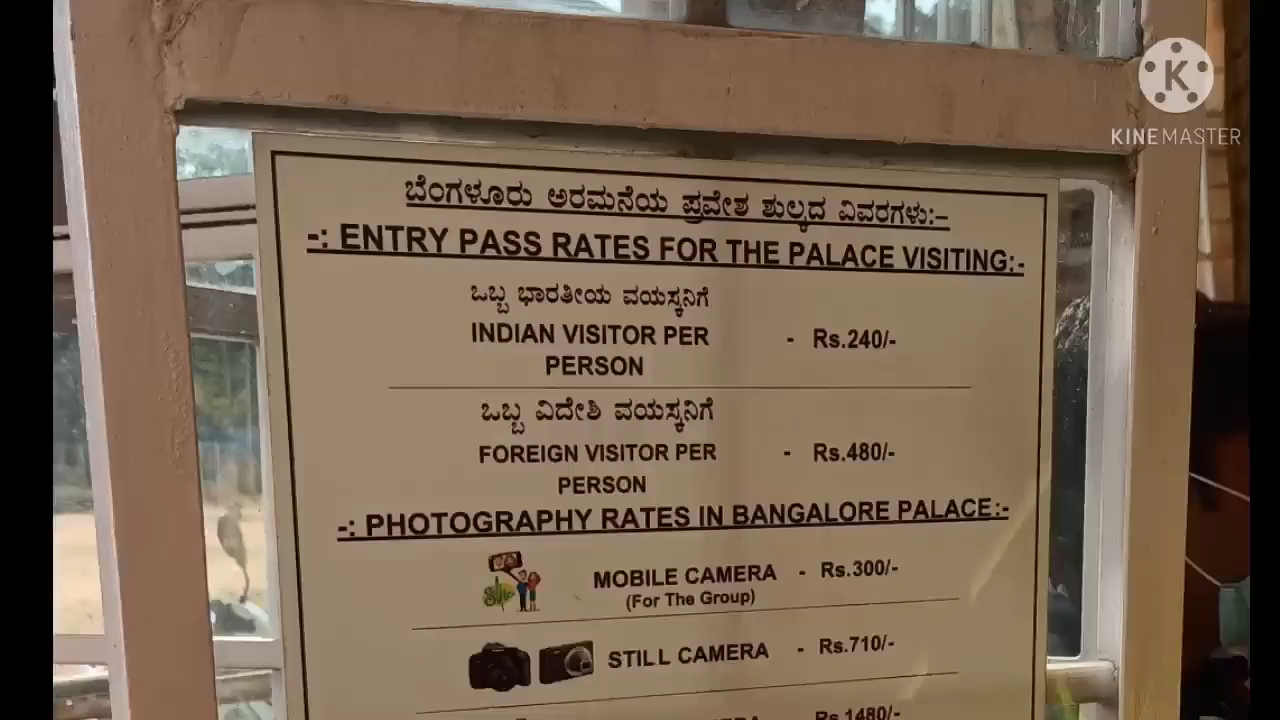 K
KINEMASTER
ಬೆಂಗಳೂರು ಅರಮನೆಯ ಪ್ರವೇಶ ಶುಲ್ಕದ ವಿವರಗಳು:-
-: ENTRY PASS RATES FOR THE PALACE VISITING:-
ಒಬ್ಬ ಭಾರತೀಯ ವಯಸ್ಕನಿಗೆ
INDIAN VISITOR PER - Rs.240/-
PERSON
ಒಬ್ಬ ವಿದೇಶಿ ವಯಸ್ಕನಿಗೆ
FOREIGN VISITOR PER - Rs.480/-
PERSON
-: PHOTOGRAPHY RATES IN BANGALORE PALACE:-
MOBILE CAMERA - Rs.300/-
(For The Group)
STILL CAMERA - Rs.710/-
Rs.1480/-